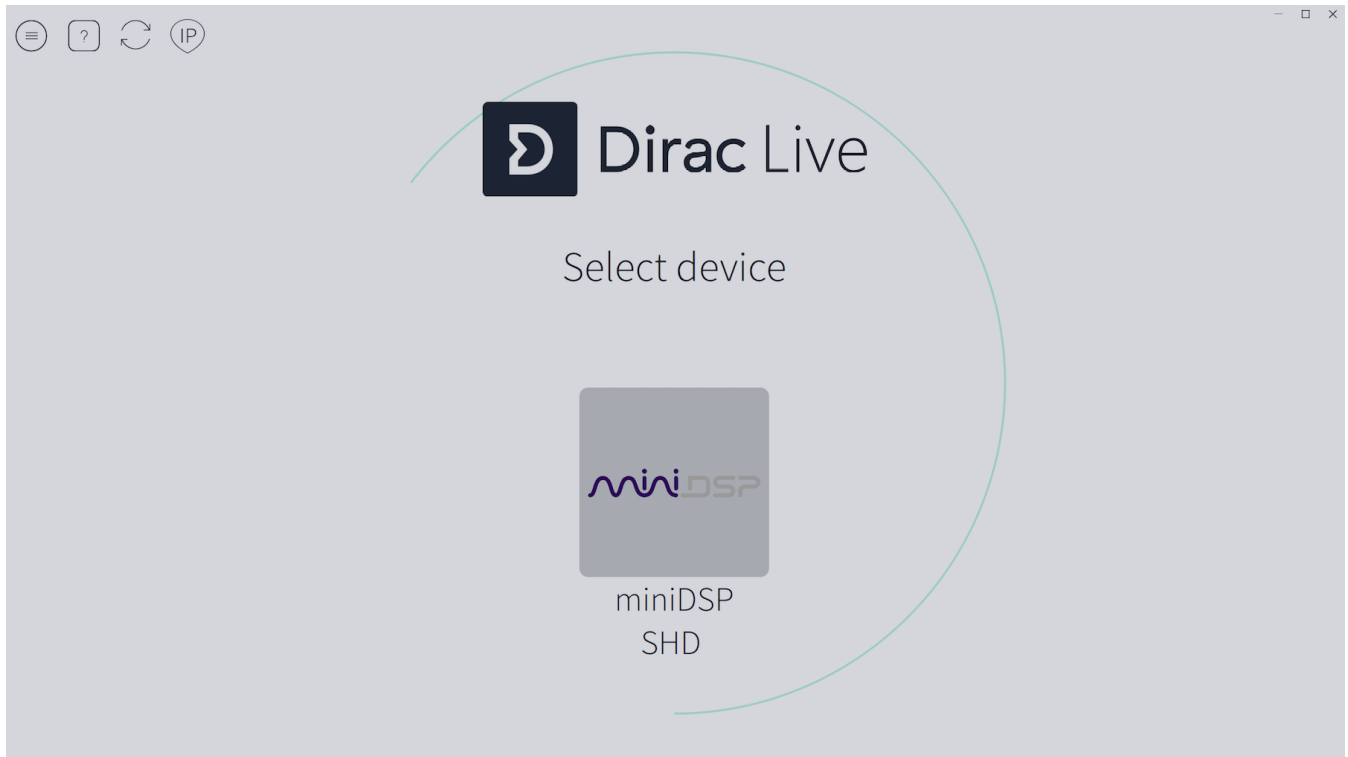 ?
IP
Dirac Live
Select device
miniDSP
miniDSP
SHD